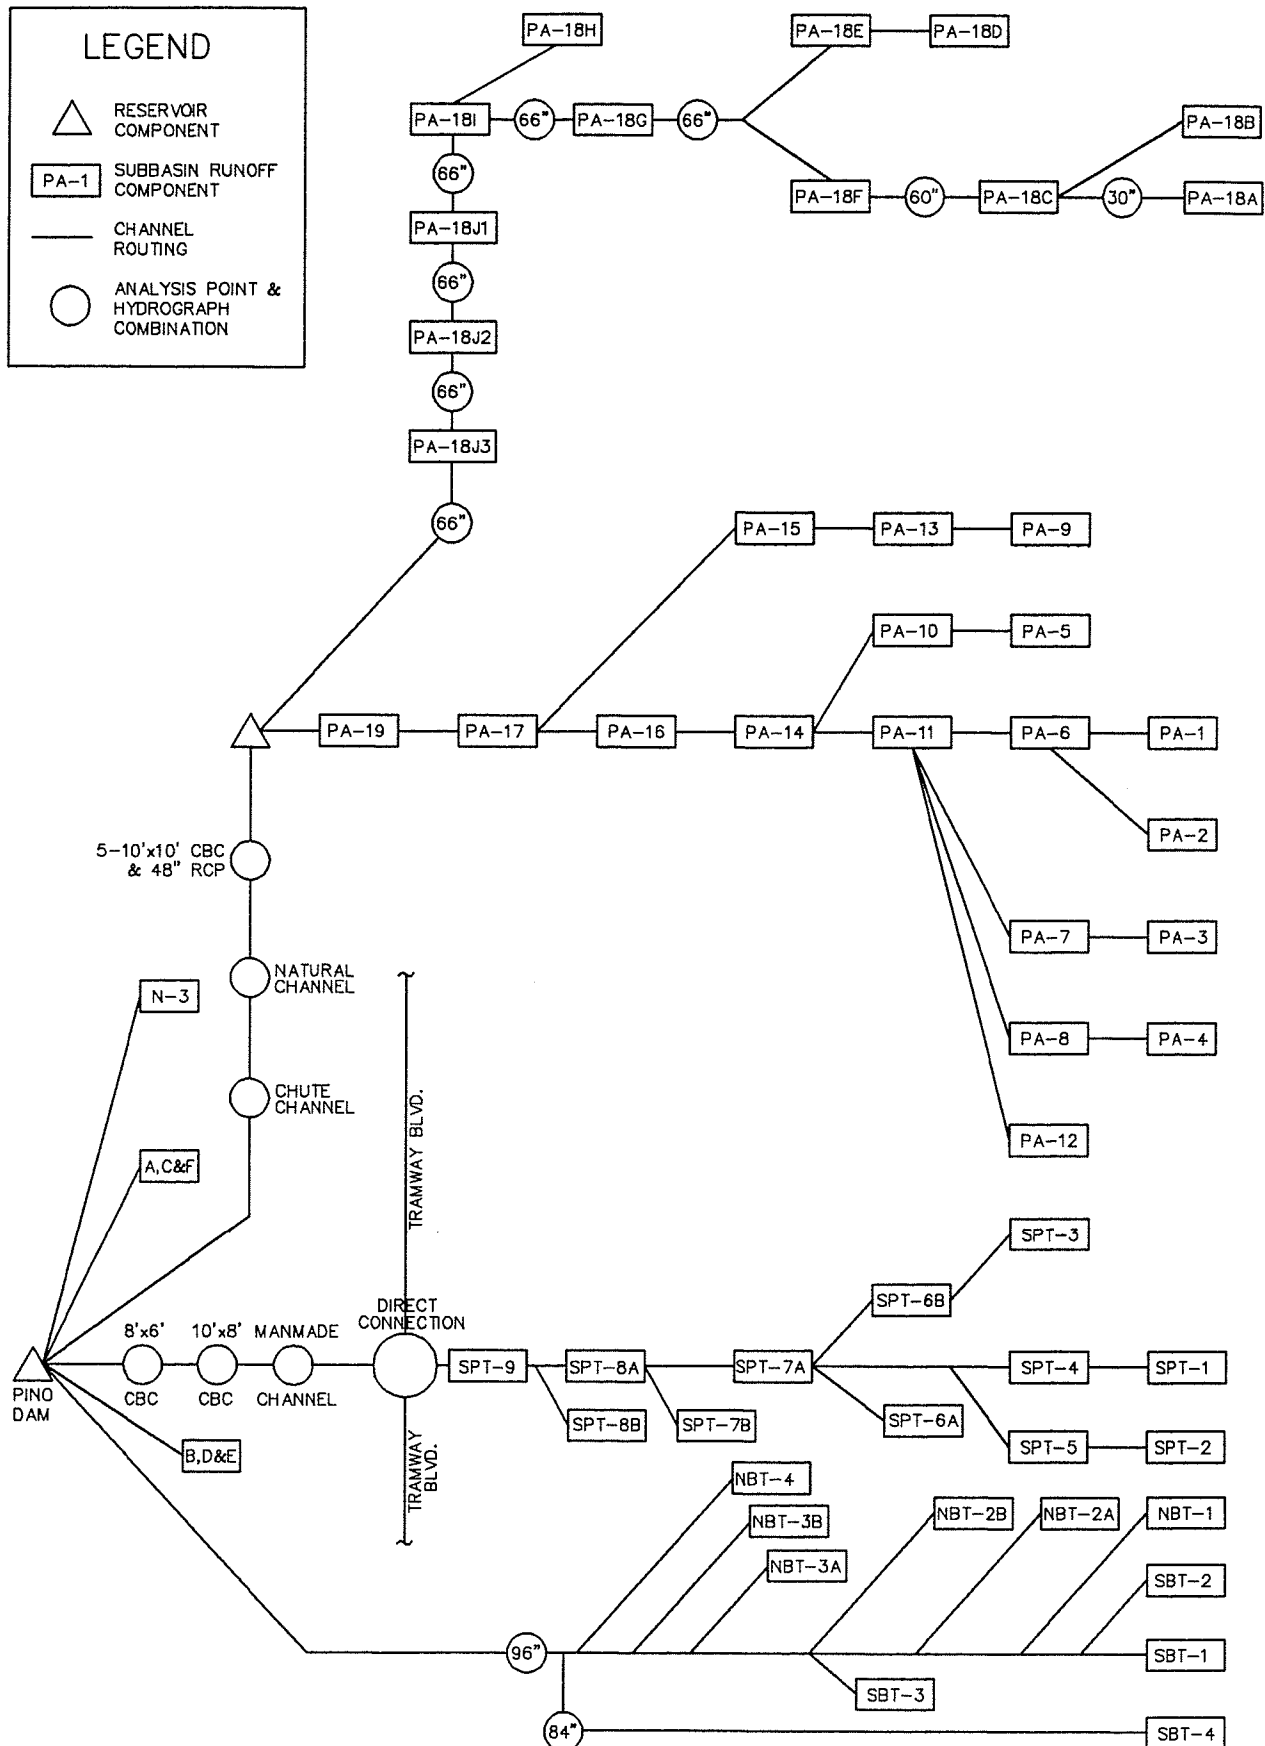 LEGEND
RESERVOIR
COMPONENT
PA-1
SUBBASIN RUNOFF
COMPONENT
CHANNEL
ROUTING
ANALYSIS POINT &
HYDROGRAPH
COMBINATION
PA-18H
PA-18E
PA-18D
PA-18I
66"
PA-18G
66"
PA-18B
66"
PA-18F
60"
PA-18C
30"
PA-18A
PA-18J1
66"
PA-18J2
66"
PA-18J3
66"
PA-15
PA-13
PA-9
PA-10
PA-5
PA-19
PA-17
PA-16
PA-14
PA-11
PA-6
PA-1
PA-2
5-10'x10' CBC
& 48" RCP
PA-7
PA-3
NATURAL
CHANNEL
N-3
PA-8
PA-4
CHUTE
CHANNEL
TRAMWAY BLVD.
PA-12
A,C&F
SPT-3
SPT-6B
DIRECT
CONNECTION
8'x6'
CBC
10'x8'
CBC
MANMADE
CHANNEL
PINO
DAM
SPT-9
SPT-8A
SPT-7A
SPT-4
SPT-1
SPT-8B
SPT-7B
SPT-6A
SPT-5
SPT-2
B,D&E
TRAMWAY
BLVD.
NBT-4
NBT-3B
NBT-3A
NBT-2B
NBT-2A
NBT-1
SBT-2
96"
SBT-1
SBT-3
84"
SBT-4